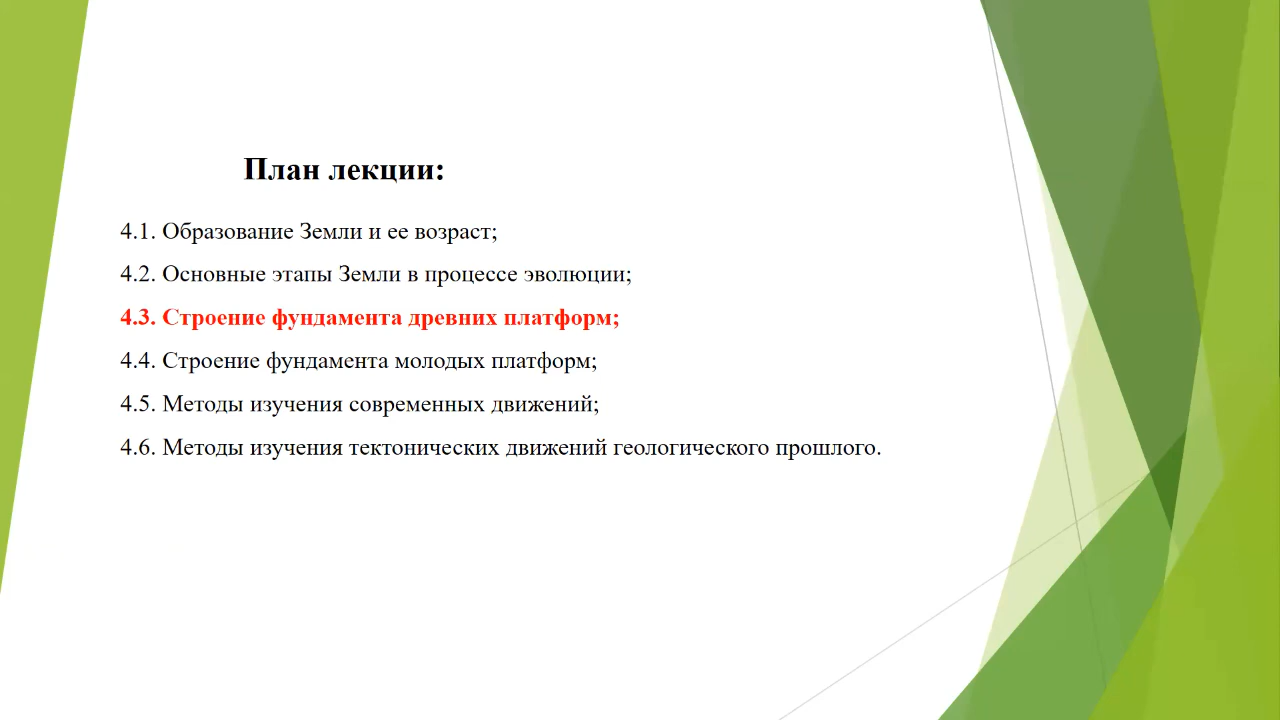 План лекции:
4.1. Образование Земли и ее возраст;
4.2. Основные этапы Земли в процессе эволюции;
4.3. Строение фундамента древних платформ;
4.4. Строение фундамента молодых платформ;
4.5. Методы изучения современных движений;
4.6. Методы изучения тектонических движений геологического прошлого.